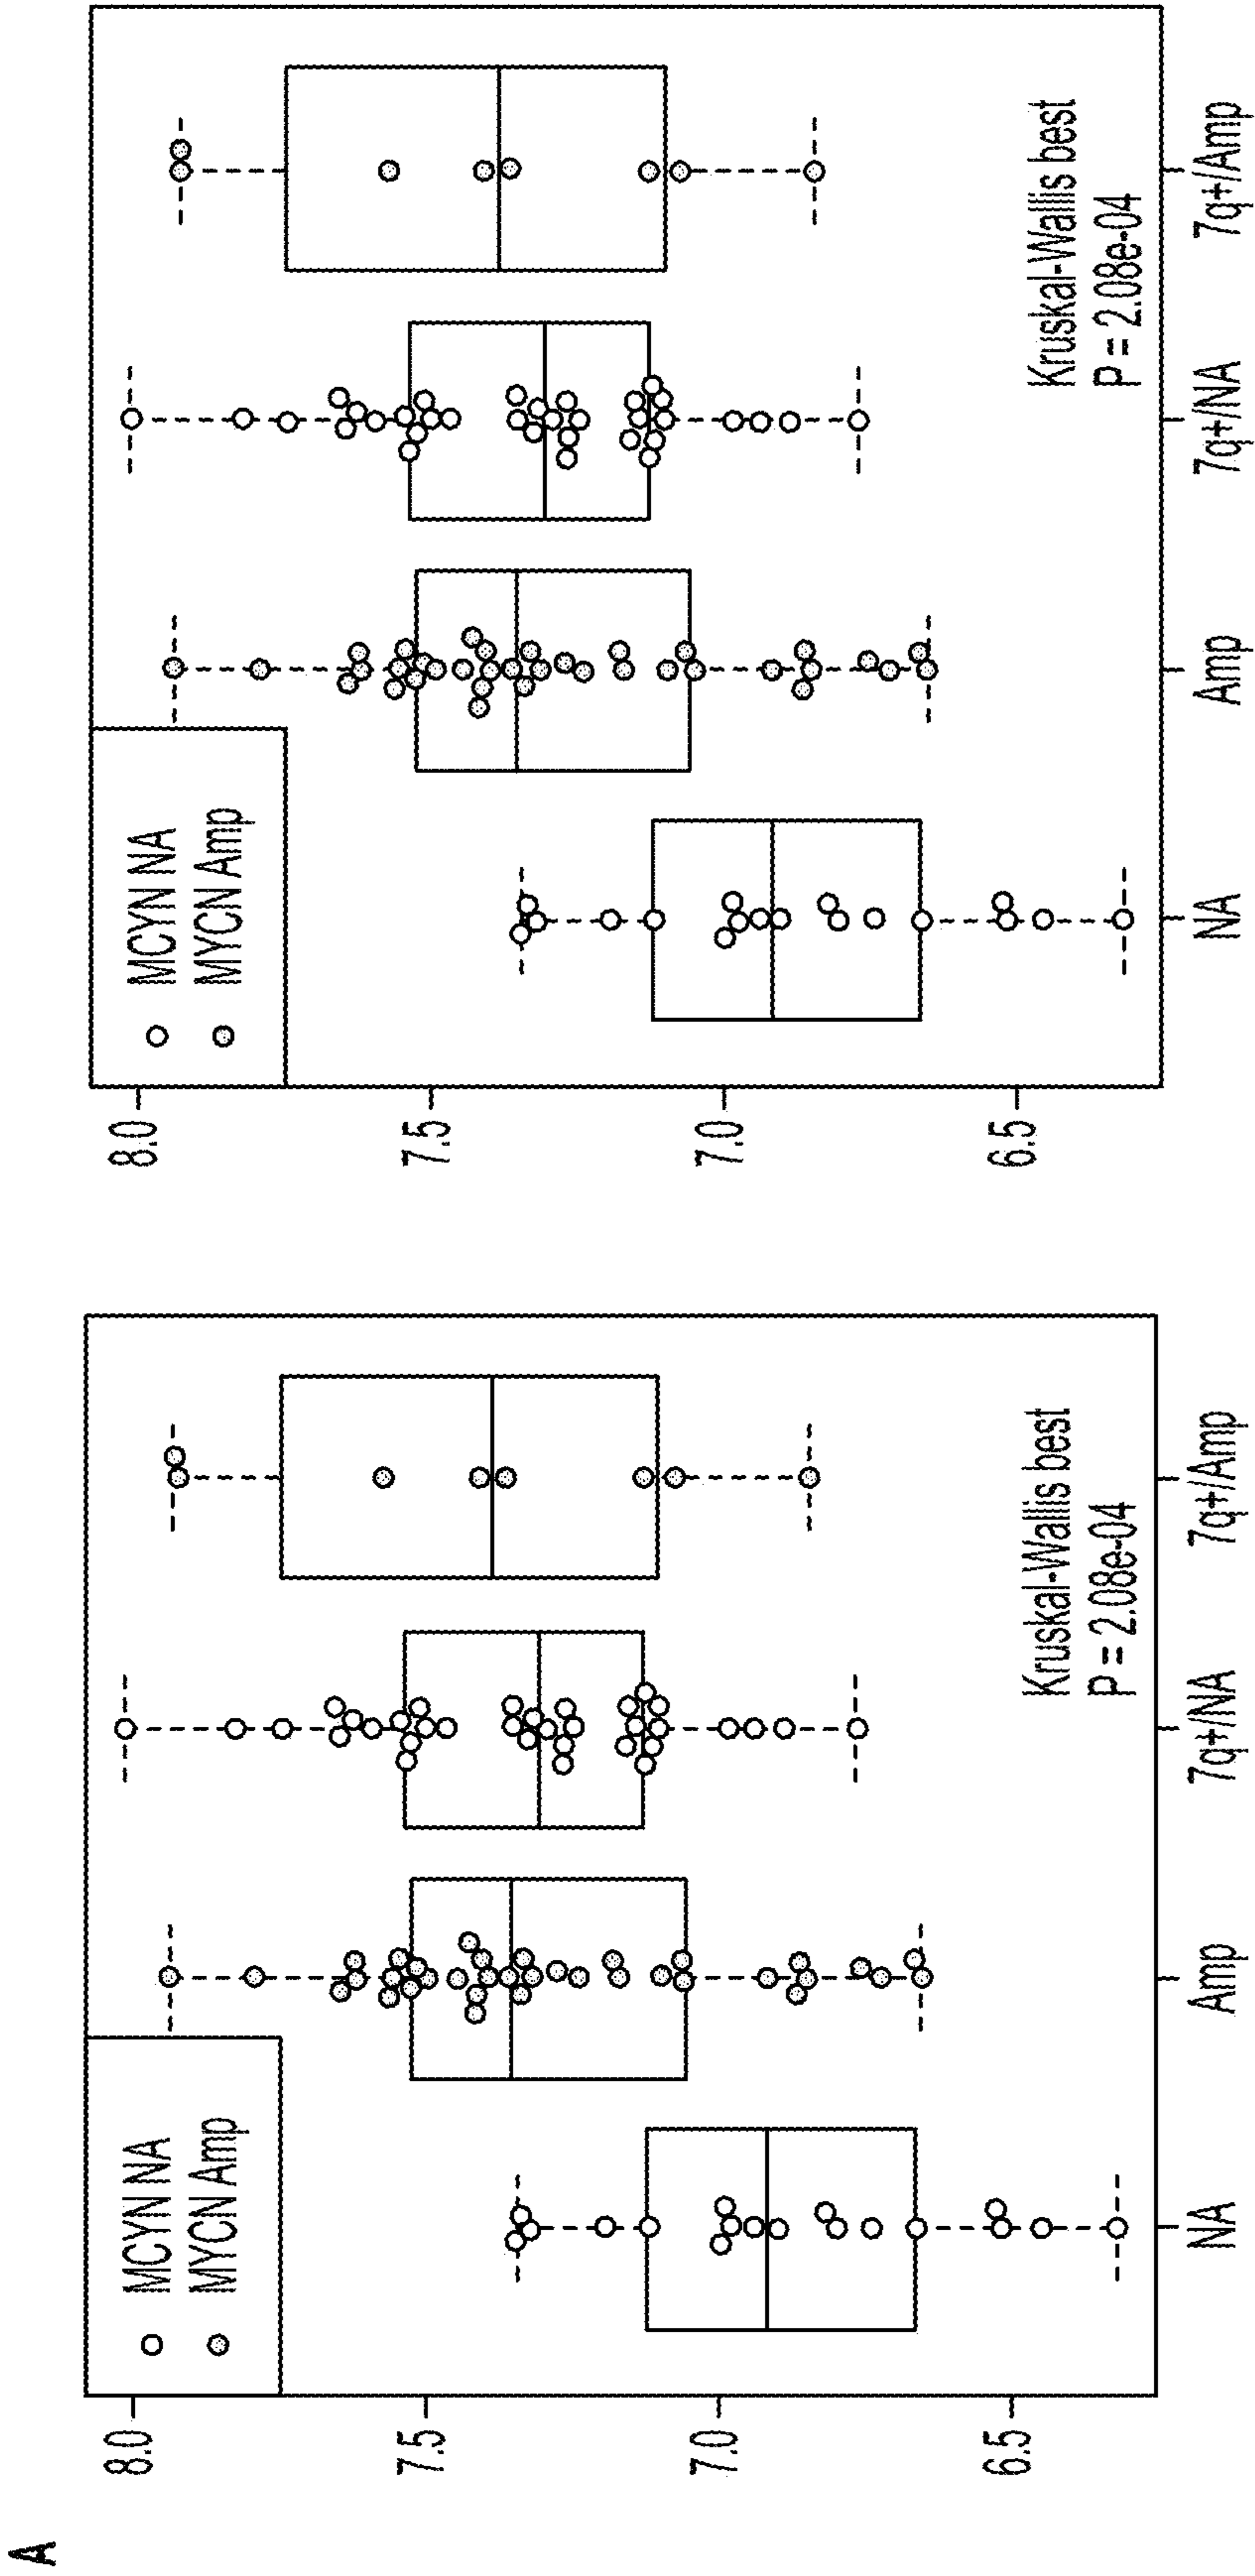 A
MCYN NA
MYCN Amp
8.0
7.5
7.0
6.5
Kruskal-Wallis best
P = 2.08e-04
NA
Amp
7q+/NA
7q+/Amp
MCYN NA
MYCN Amp
8.0
7.5
7.0
6.5
Kruskal-Wallis best
P = 2.08e-04
NA
Amp
7q+/NA
7q+/Amp